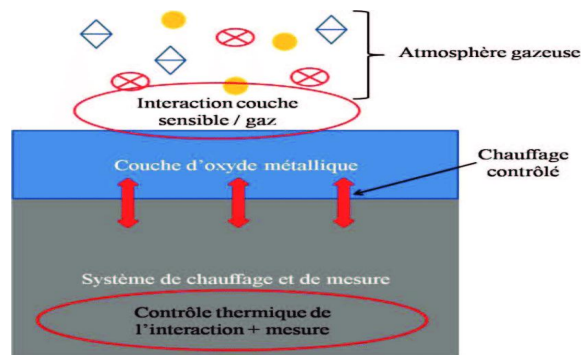 Atmosphère gazeuse
Interaction couche
sensible / gaz
Couche d'oxyde métallique
Chauffage
contrôlé
Système de chauffage et de mesure
Contrôle thermique de
l'interaction + mesure